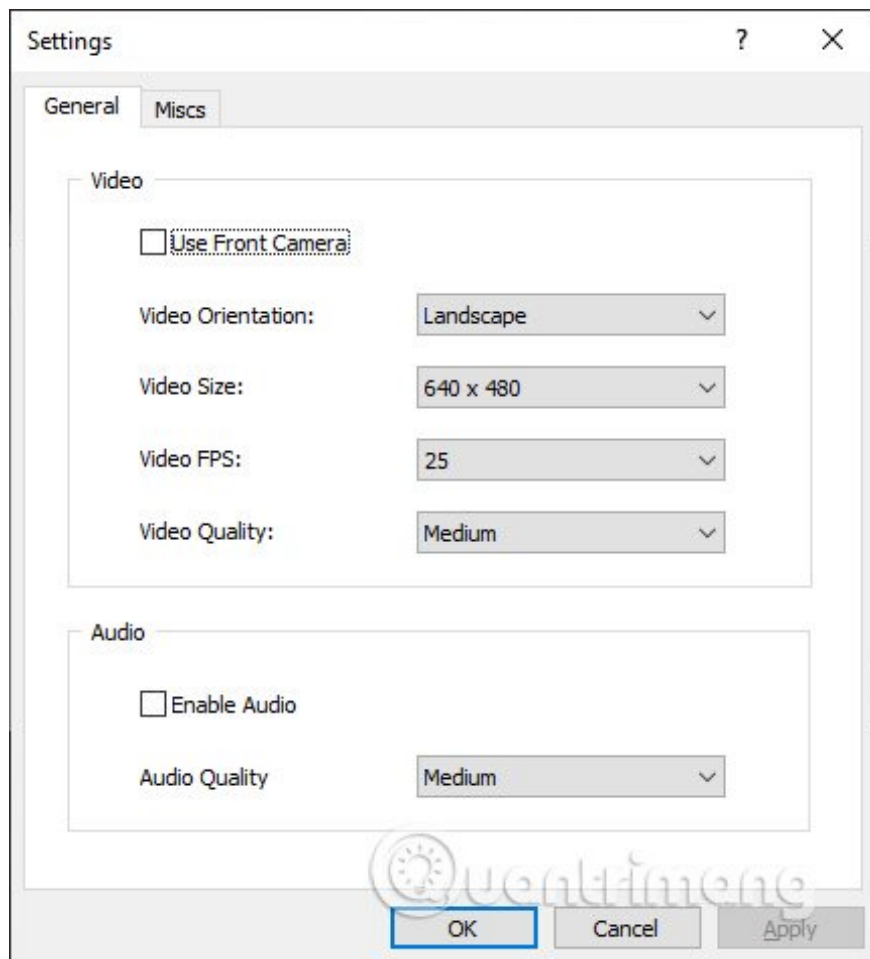 Settings ?
General Miscs
Video
Use Front Camera
Video Orientation: Landscape
Video Size: 640 x 480
Video FPS: 25
Video Quality: Medium
Audio
Enable Audio
Audio Quality Medium
Quantrimang
OK Cancel Apply